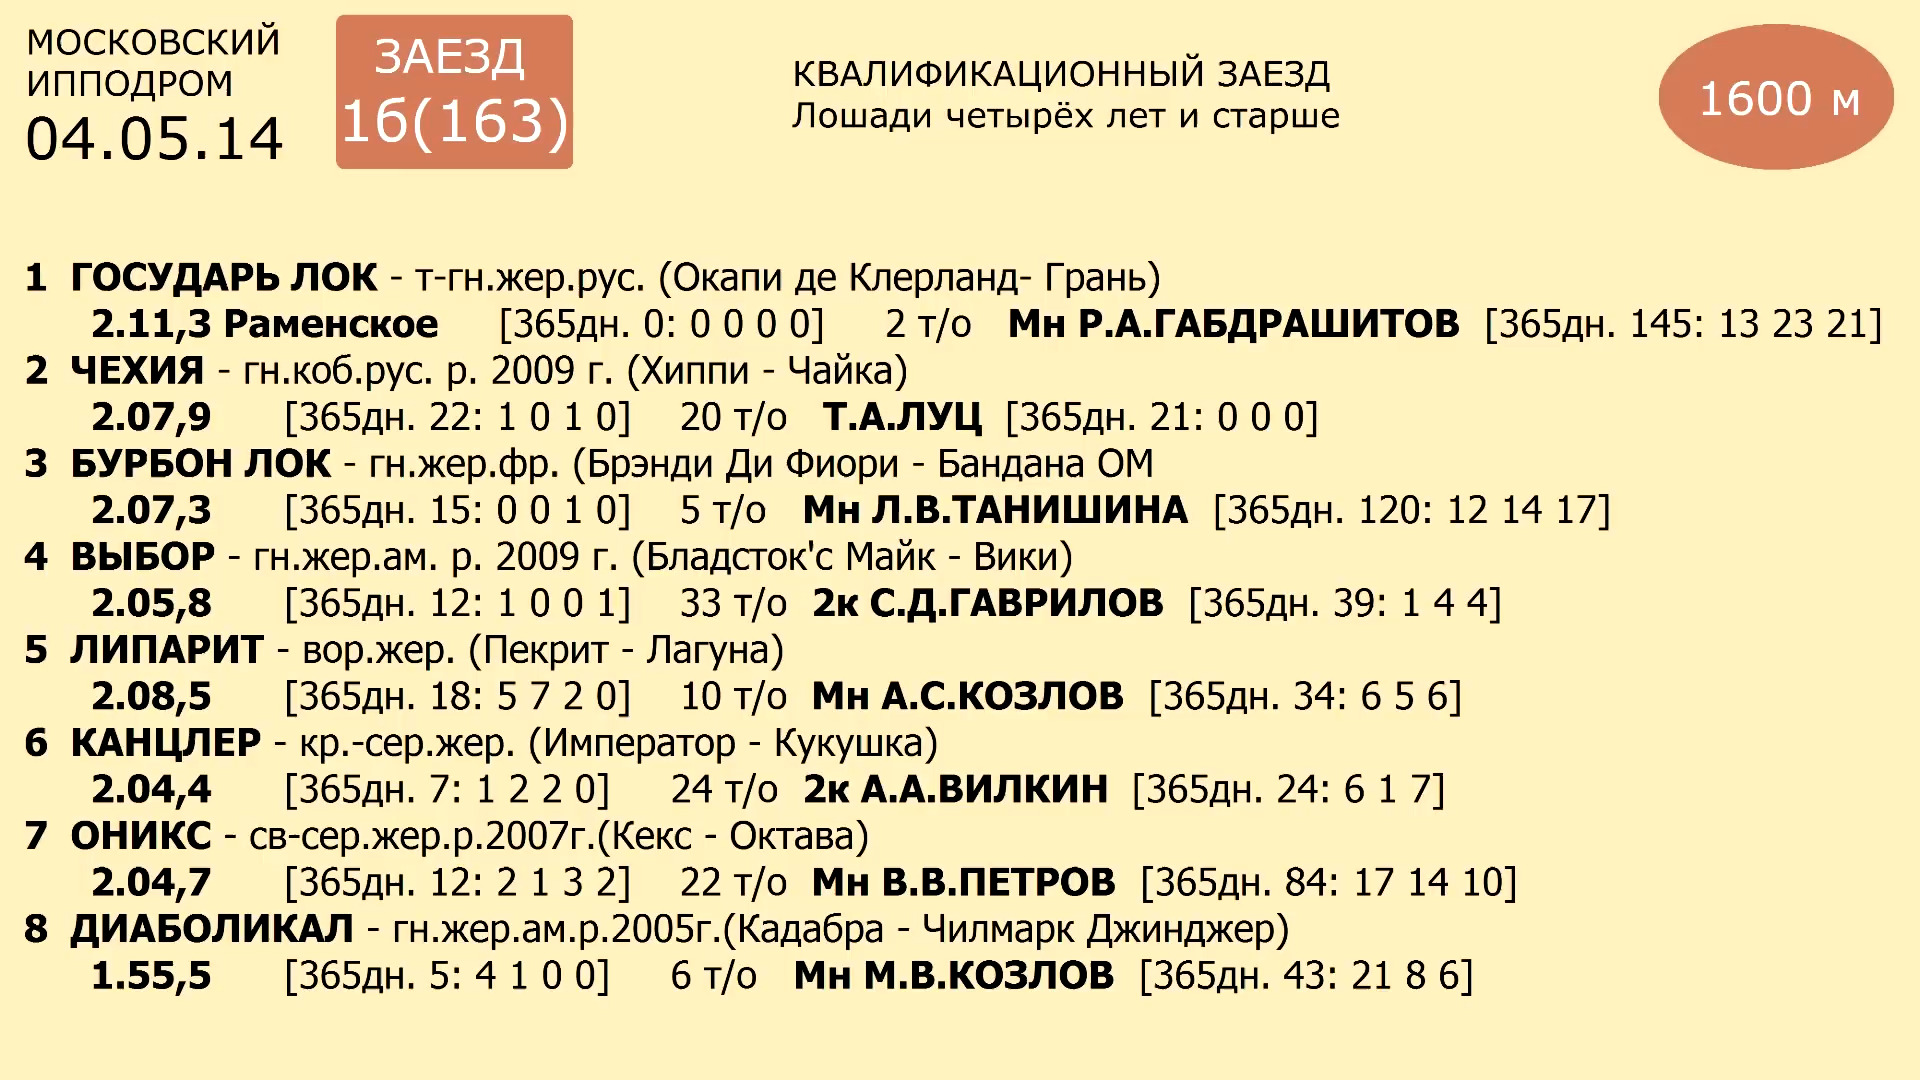 МОСКОВСКИЙ
ИППОДРОМ
04.05.14
ЗАЕЗД
1б(163)
КВАЛИФИКАЦИОННЫЙ ЗАЕЗД
Лошади четырёх лет и старше
1600 м
1 ГОСУДАРЬ ЛОК - т-гн.жер.рус. (Окапи де Клерланд- Грань)
2.11,3 Раменское [365дн. 0: 0 0 0 0] 2 т/о Мн Р.А.ГАБДРАШИТОВ [365дн. 145: 13 23 21]
2 ЧЕХИЯ - гн.коб.рус. р. 2009 г. (Хиппи - Чайка)
2.07,9 [365дн. 22: 1 0 1 0] 20 т/о Т.А.ЛУЦ [365дн. 21: 0 0 0]
3 БУРБОН ЛОК - гн.жер.фр. (Брэнди Ди Фиори - Бандана ОМ
2.07,3 [365дн. 15: 0 0 1 0] 5 т/о Мн Л.В.ТАНИШИНА [365дн. 120: 12 14 17]
4 ВЫБОР - гн.жер.ам. р. 2009 г. (Бладсток'с Майк - Вики)
2.05,8 [365дн. 12: 1 0 0 1] 33 т/о 2к С.Д.ГАВРИЛОВ [365дн. 39: 1 4 4]
5 ЛИПАРИТ - вор.жер. (Пекрит - Лагуна)
2.08,5 [365дн. 18: 5 7 2 0] 10 т/о Мн А.С.КОЗЛОВ [365дн. 34: 6 5 6]
6 КАНЦЛЕР - кр.-сер.жер. (Император - Кукушка)
2.04,4 [365дн. 7: 1 2 2 0] 24 т/о 2к А.А.ВИЛКИН [365дн. 24: 6 1 7]
7 ОНИКС - св-сер.жер.р.2007г.(Кекс - Октава)
2.04,7 [365дн. 12: 2 1 3 2] 22 т/о Мн В.В.ПЕТРОВ [365дн. 84: 17 14 10]
8 ДИАБОЛИКАЛ - гн.жер.ам.р.2005г.(Кадабра - Чилмарк Джинджер)
1.55,5 [365дн. 5: 4 1 0 0] 6 т/о Мн М.В.КОЗЛОВ [365дн. 43: 21 8 6]